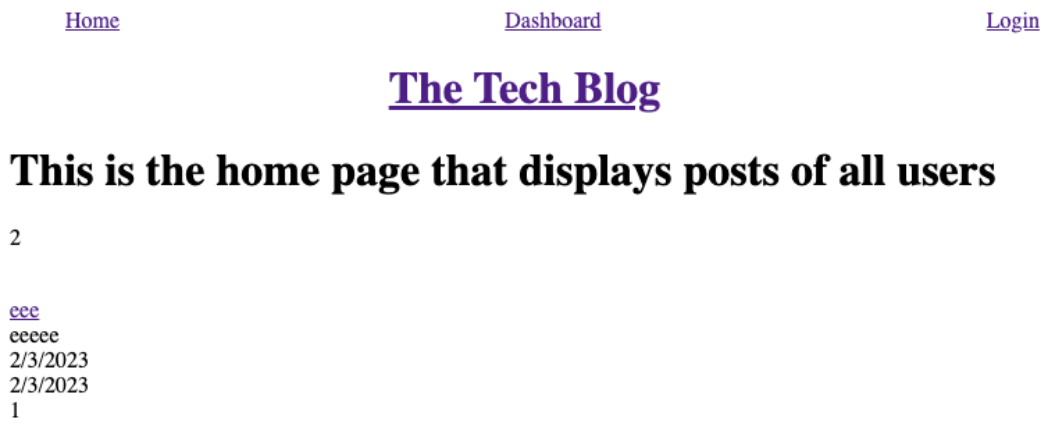 Home Dashboard Login
The Tech Blog
This is the home page that displays posts of all users
2
eee
eeeee
2/3/2023
2/3/2023
1